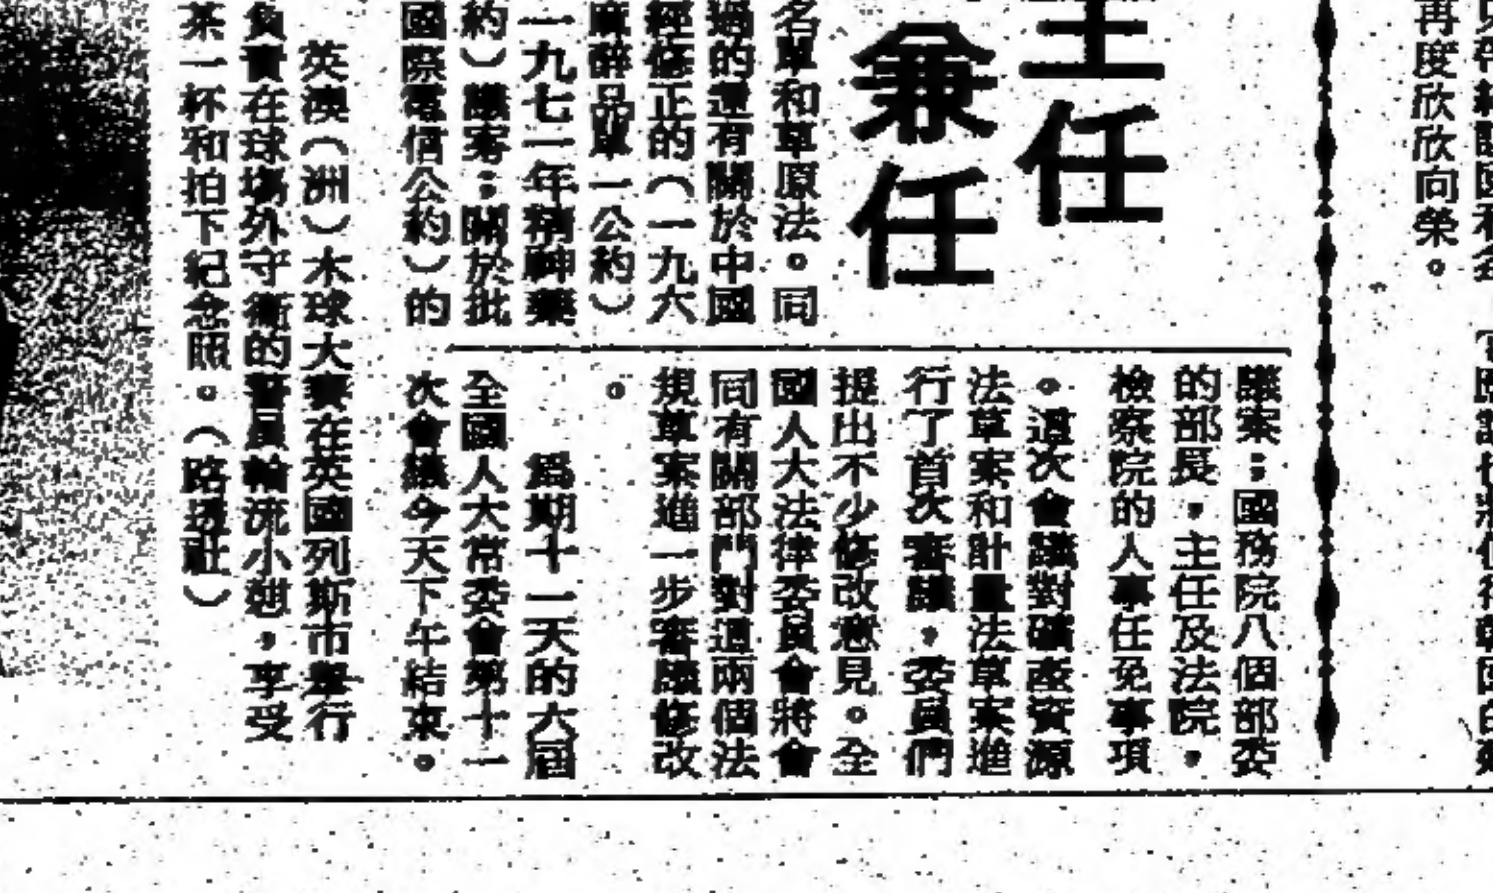 再度欣欣向榮。
主任
兼任
名單和草原法。同
過的還有關於中國
經修正的(一九六
麻醉品單一公約)
一九七一年精神藥
約)議案;關於批
國際電信公約)的
議案;國務院八個部委
的部長,主任及法院,
檢察院的人事任免事項
。這次會議對礦產資源
法草案和計量法草案進
行了首次審議,委員們
提出不少修改意見。全
國人大法律委員會將會
同有關部門對這兩個法
規草案進一步審議修改
。
為期十一天的六屆
全國人大常委會第十一
次會議今天下午結束。
英澳(洲)木球大賽在英國列斯市舉行
負責在球場外守衛的警員輪流小憩,享受
茶一杯和拍下紀念照。(路透社)